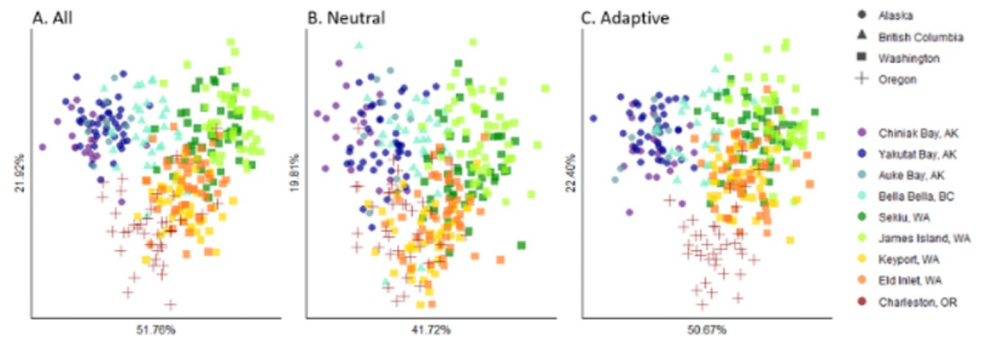 A. All
B. Neutral
C. Adaptive
21.92%
19.81%
22.40%
51.76%
41.72%
50.67%
Alaska
British Columbia
Washington
Oregon
Chiniak Bay, AK
Yakutat Bay, AK
Auke Bay, AK
Bella Bella, BC
Sekiu, WA
James Island, WA
Keyport, WA
Eld Inlet, WA
Charleston, OR